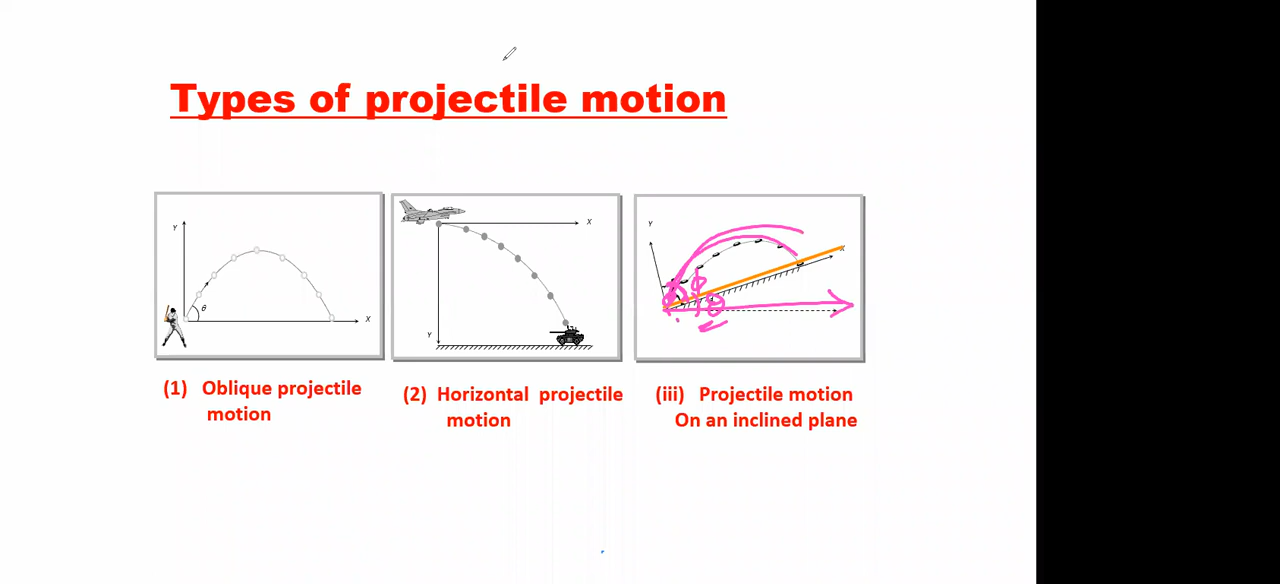 Types of projectile motion
Y
θ
X
X
Y
Y
X
(1) Oblique projectile
motion
(2) Horizontal projectile
motion
(iii) Projectile motion
On an inclined plane